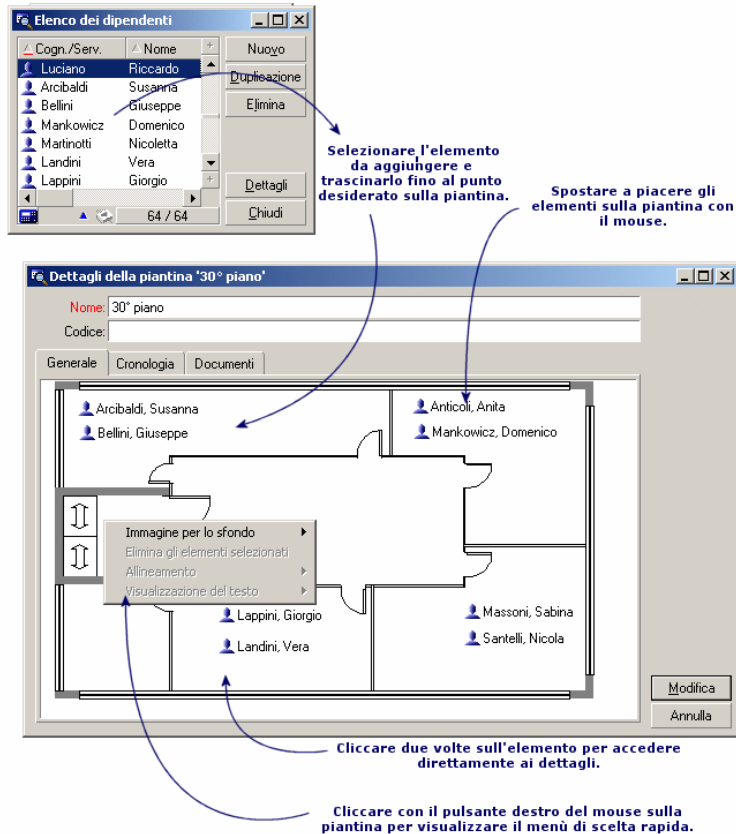 Elenco dei dipendenti
Cogn./Serv. Nome
Luciano Riccardo
Arcibaldi Susanna
Bellini Giuseppe
Mankowicz Domenico
Martinotti Nicoletta
Landini Vera
Lappini Giorgio
64 / 64
Nuovo
Duplicazione
Elimina
Dettagli
Chiudi
Selezionare l'elemento
da aggiungere e
trascinarlo fino al punto
desiderato sulla piantina.
Spostare a piacere gli
elementi sulla piantina con
il mouse.
Dettagli della piantina '30° piano'
Nome: 30° piano
Codice:
Generale Cronologia Documenti
Arcibaldi, Susanna
Bellini, Giuseppe
Anticoli, Anita
Mankowicz, Domenico
Immagine per lo sfondo
Elimina gli elementi selezionati
Allineamento
Visualizzazione del testo
Lappini, Giorgio
Landini, Vera
Massoni, Sabina
Santelli, Nicola
Modifica
Annulla
Cliccare due volte sull'elemento per accedere
direttamente ai dettagli.
Cliccare con il pulsante destro del mouse sulla
piantina per visualizzare il menù di scelta rapida.